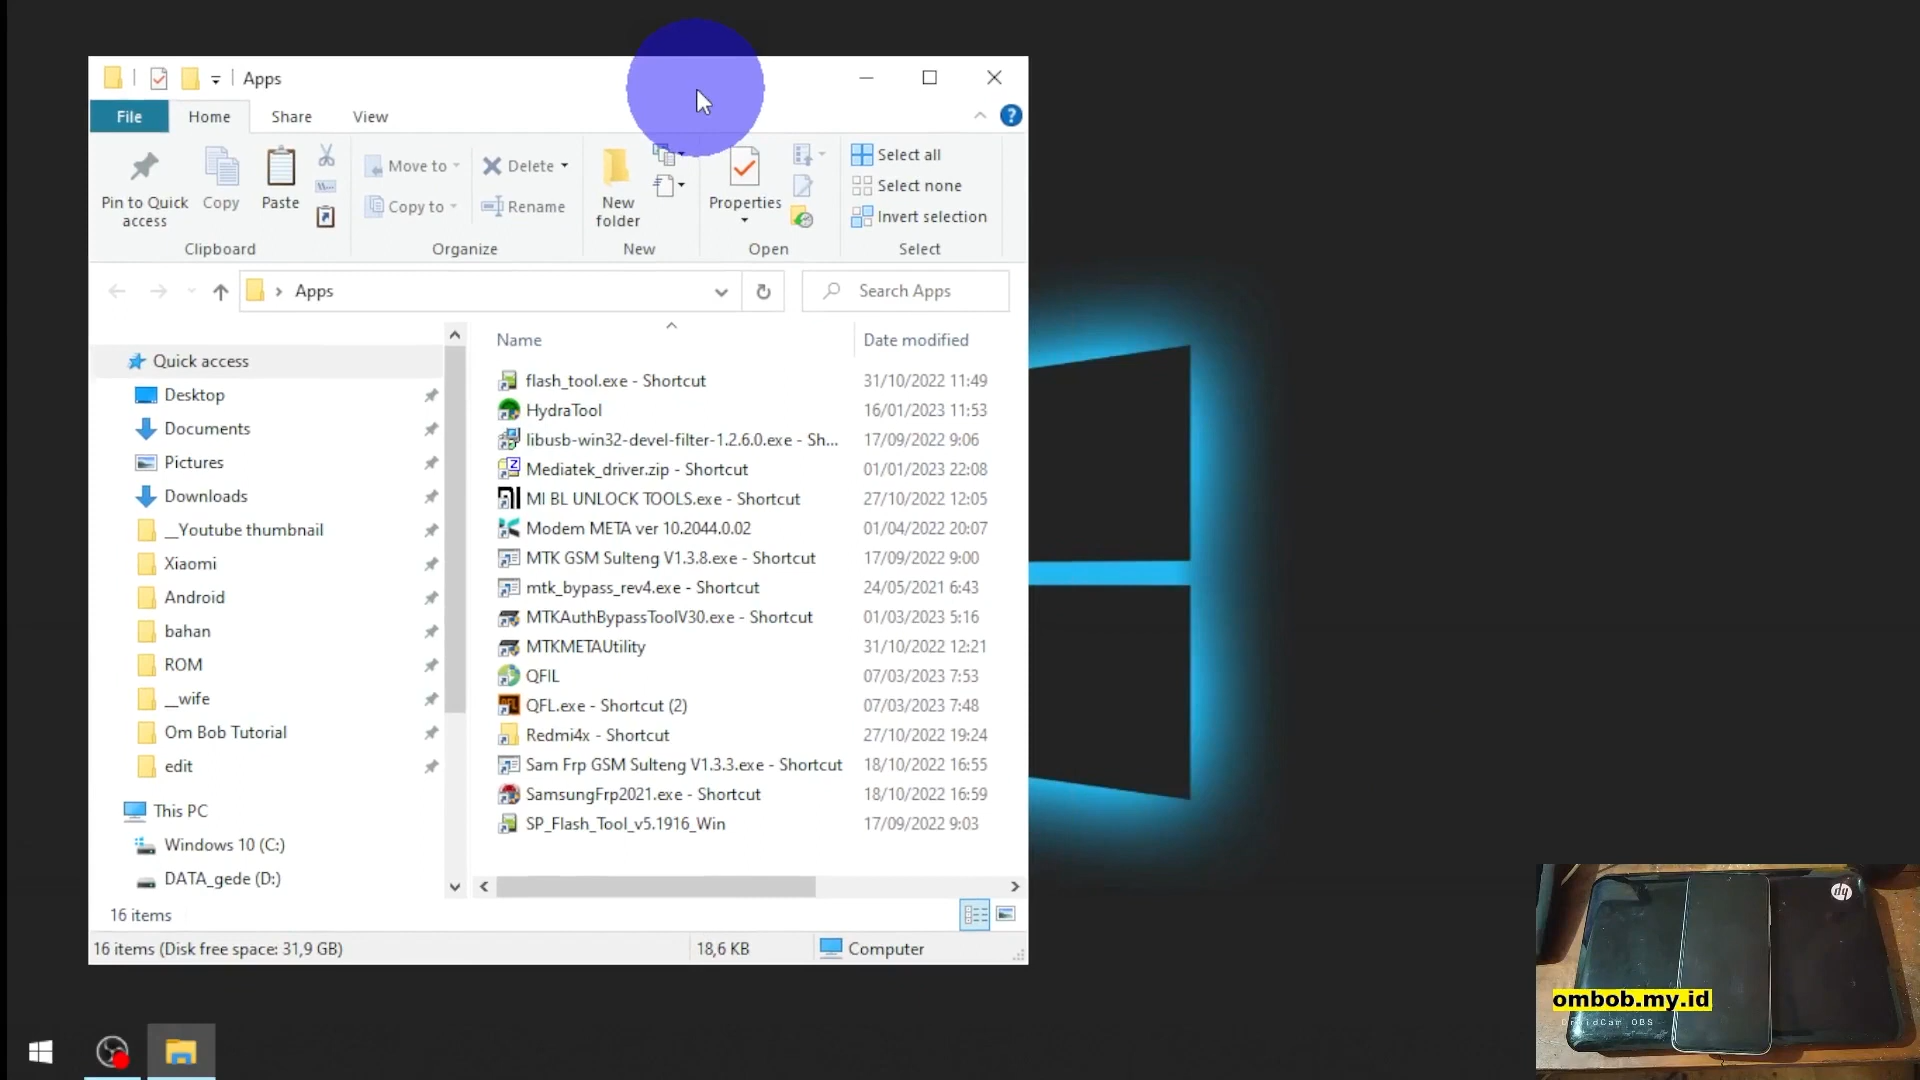 Apps
File Home Share View
Pin to Quick access
Copy
Paste
Move to
Copy to
Delete
Rename
New folder
Properties
Select all
Select none
Invert selection
Clipboard Organize New Open Select
Apps
Search Apps
Quick access
Desktop
Documents
Pictures
Downloads
__Youtube thumbnail
Xiaomi
Android
bahan
ROM
__wife
Om Bob Tutorial
edit
This PC
Windows 10 (C:)
DATA_gede (D:)
Name Date modified
flash_tool.exe - Shortcut 31/10/2022 11:49
HydraTool 16/01/2023 11:53
libusb-win32-devel-filter-1.2.6.0.exe - Sh... 17/09/2022 9:06
Mediatek_driver.zip - Shortcut 01/01/2023 22:08
MI BL UNLOCK TOOLS.exe - Shortcut 27/10/2022 12:05
Modem META ver 10.2044.0.02 01/04/2022 20:07
MTK GSM Sulteng V1.3.8.exe - Shortcut 17/09/2022 9:00
mtk_bypass_rev4.exe - Shortcut 24/05/2021 6:43
MTKAuthBypassToolV30.exe - Shortcut 01/03/2023 5:16
MTKMETAUtility 31/10/2022 12:21
QFIL 07/03/2023 7:53
QFL.exe - Shortcut (2) 07/03/2023 7:48
Redmi4x - Shortcut 27/10/2022 19:24
Sam Frp GSM Sulteng V1.3.3.exe - Shortcut 18/10/2022 16:55
SamsungFrp2021.exe - Shortcut 18/10/2022 16:59
SP_Flash_Tool_v5.1916_Win 17/09/2022 9:03
16 items
16 items (Disk free space: 31,9 GB) 18,6 KB Computer
hp
ombob.my.id
DroidCam OBS